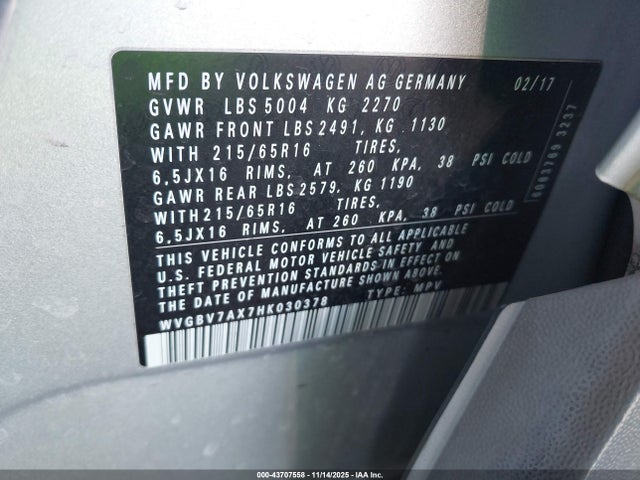 MFD BY VOLKSWAGEN AG GERMANY 02/17
GVWR LBS 5004 KG 2270
GAWR FRONT LBS 2491, KG 1130
WITH 215/65R16 TIRES,
6,5JX16 RIMS, AT 260 KPA, 38 PSI COLD
GAWR REAR LBS 2579, KG 1190
WITH 215/65R16 TIRES,
6,5JX16 RIMS, AT 260 KPA, 38 PSI COLD
THIS VEHICLE CONFORMS TO ALL APPLICABLE
U.S. FEDERAL MOTOR VEHICLE SAFETY AND
THEFT PREVENTION STANDARDS IN EFFECT ON
THE DATE OF MANUFACTURE SHOWN ABOVE.
WVGBV7AX7HK030378 TYPE: MPV
0063769 3237
000-43707558 - 11/14/2025 - IAA Inc.